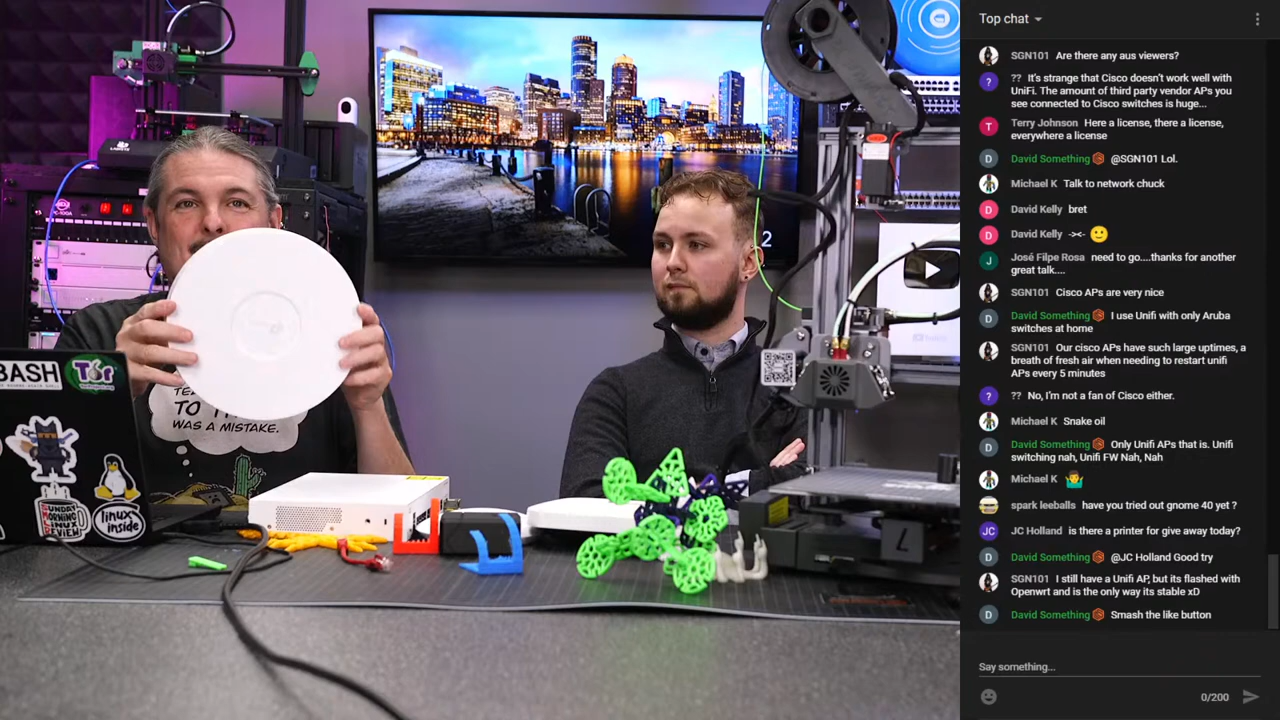 BASH
Tor
TO T
WAS A MISTAKE.
SUNDAY
MORNING
LINUX
REVIEW
linux
inside
2
L
Top chat
SGN101 Are there any aus viewers?
?
?? It's strange that Cisco doesn't work well with
UniFi. The amount of third party vendor APs you
see connected to Cisco switches is huge...
T
Terry Johnson Here a license, there a license,
everywhere a license
D
David Something @SGN101 Lol.
Michael K Talk to network chuck
D
David Kelly bret
D
David Kelly -⪫⪪- 🙂
J
José Filpe Rosa need to go....thanks for another
great talk....
SGN101 Cisco APs are very nice
D
David Something I use Unifi with only Aruba
switches at home
SGN101 Our cisco APs have such large uptimes, a
breath of fresh air when needing to restart unifi
APs every 5 minutes
?
?? No, I'm not a fan of Cisco either.
Michael K Snake oil
D
David Something Only Unifi APs that is. Unifi
switching nah, Unifi FW Nah, Nah
Michael K 🤷‍♂️
spark leeballs have you tried out gnome 40 yet ?
JC
JC Holland is there a printer for give away today?
D
David Something @JC Holland Good try
SGN101 I still have a Unifi AP, but its flashed with
Openwrt and is the only way its stable xD
D
David Something Smash the like button
Say something...
0/200